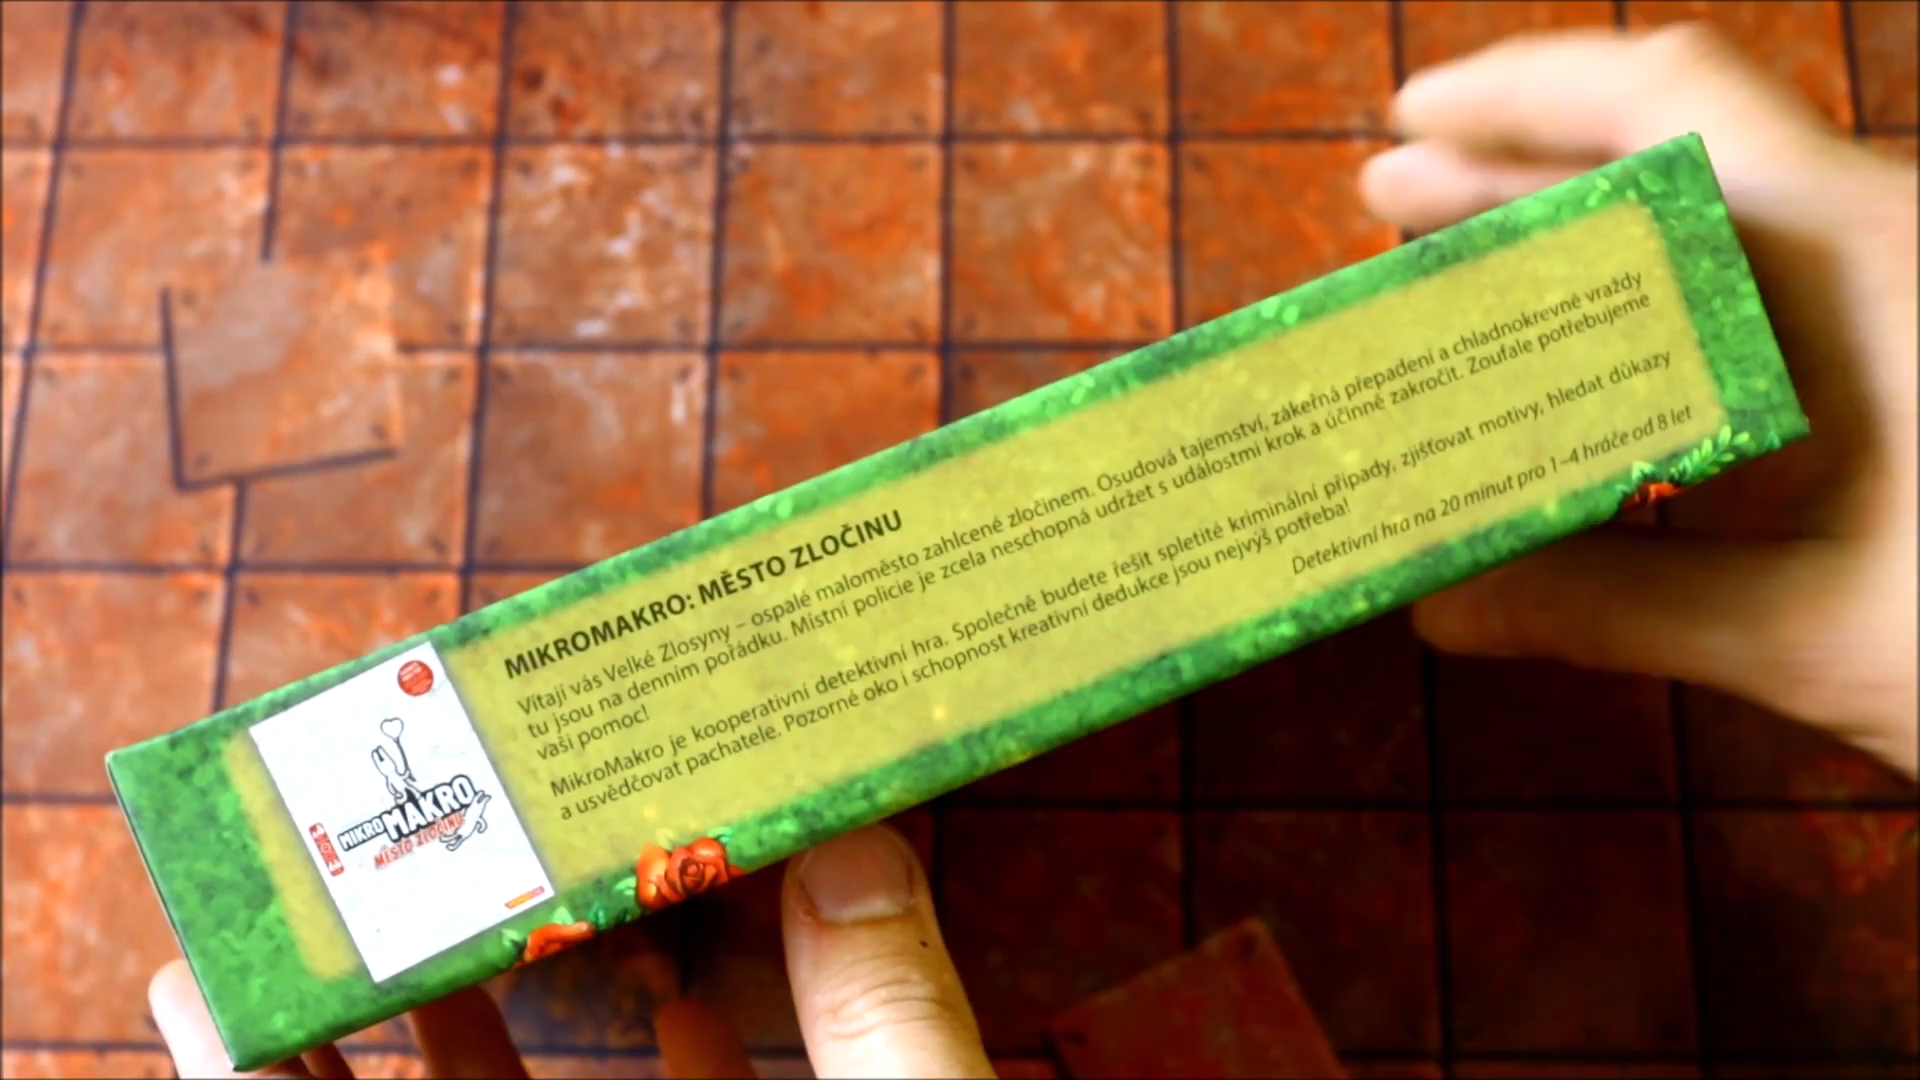 MIKROMAKRO: MĚSTO ZLOČINU
Vítají vás Velké Zlosyny – ospalé maloměsto zahlcené zločinem. Osudová tajemství, zákeřná přepadení a chladnokrevné vraždy
tu jsou na denním pořádku. Místní policie je zcela neschopná udržet s událostmi krok a účinně zakročit. Zoufale potřebujeme
vaši pomoc!
MikroMakro je kooperativní detektivní hra. Společně budete řešit spletité kriminální případy, zjišťovat motivy, hledat důkazy
a usvědčovat pachatele. Pozorné oko i schopnost kreativní dedukce jsou nejvýš potřeba!
Detektivní hra na 20 minut pro 1–4 hráče od 8 let
MIKRO MAKRO
MĚSTO ZLOČINU